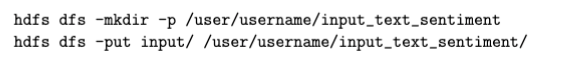 hdfs dfs -mkdir -p /user/username/input_text_sentiment
hdfs dfs -put input/ /user/username/input_text_sentiment/